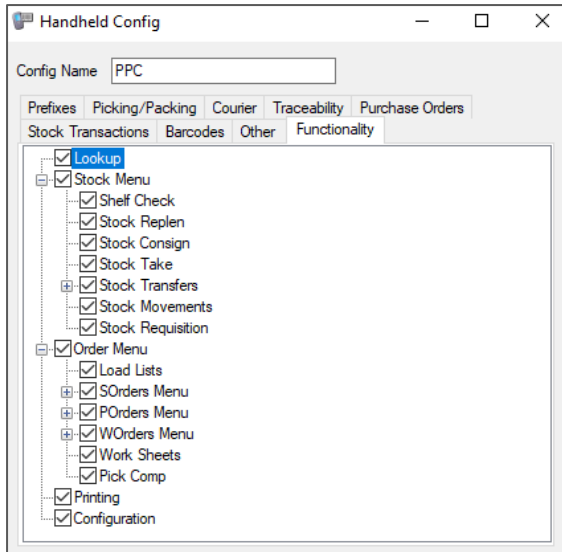 Handheld Config
Config Name PPC
Prefixes Picking/Packing Courier Traceability Purchase Orders
Stock Transactions Barcodes Other Functionality
Lookup
Stock Menu
Shelf Check
Stock Replen
Stock Consign
Stock Take
Stock Transfers
Stock Movements
Stock Requisition
Order Menu
Load Lists
SOrders Menu
POrders Menu
WOrders Menu
Work Sheets
Pick Comp
Printing
Configuration